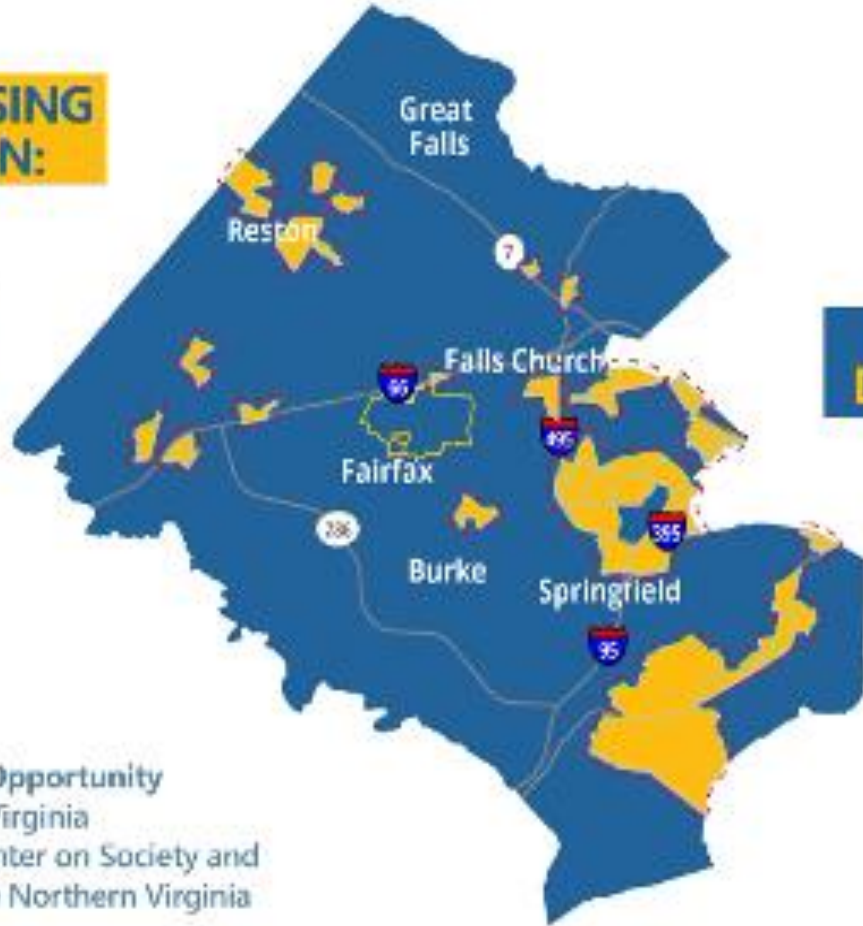 SING
N:
Great
Falls
Reston
7
Falls Church
66
495
Fairfax
286
395
Burke
Springfield
95
Opportunity
Virginia
nter on Society and
Northern Virginia